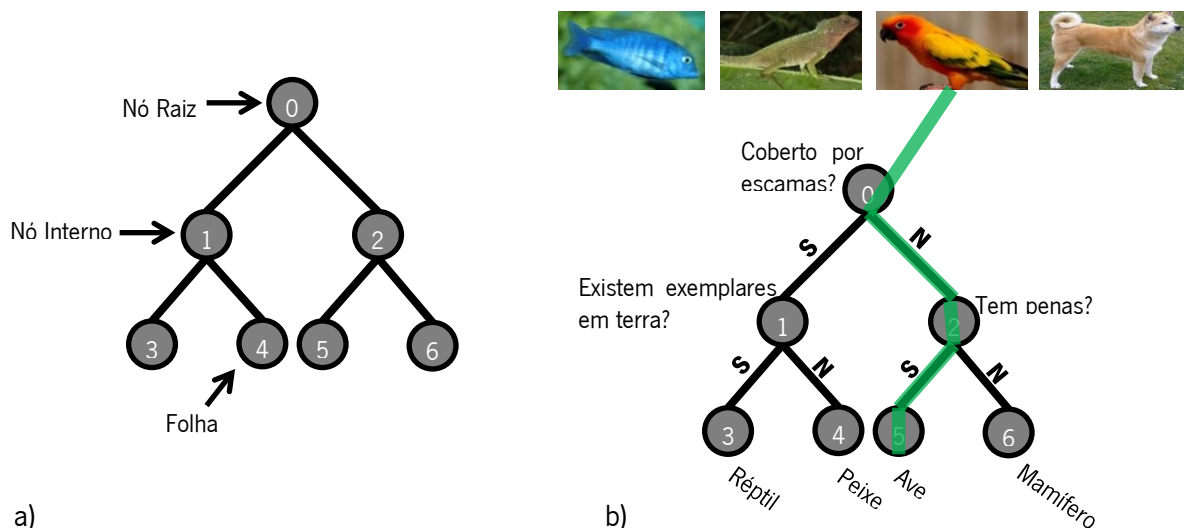 Nó Raiz
0
Nó Interno
1
2
3
4
5
6
Folha
a)
Coberto por
escamas?
0
S
N
Existem exemplares
em terra?
1
2
Tem penas?
S
N
S
N
3
4
5
6
Réptil
Peixe
Ave
Mamífero
b)